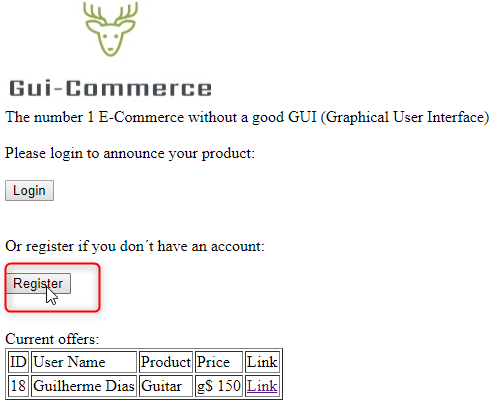 Gui-Commerce
The number 1 E-Commerce without a good GUI (Graphical User Interface)
Please login to announce your product:
Login
Or register if you don´t have an account:
Register
Current offers:
ID User Name Product Price Link
18 Guilherme Dias Guitar g$ 150 Link